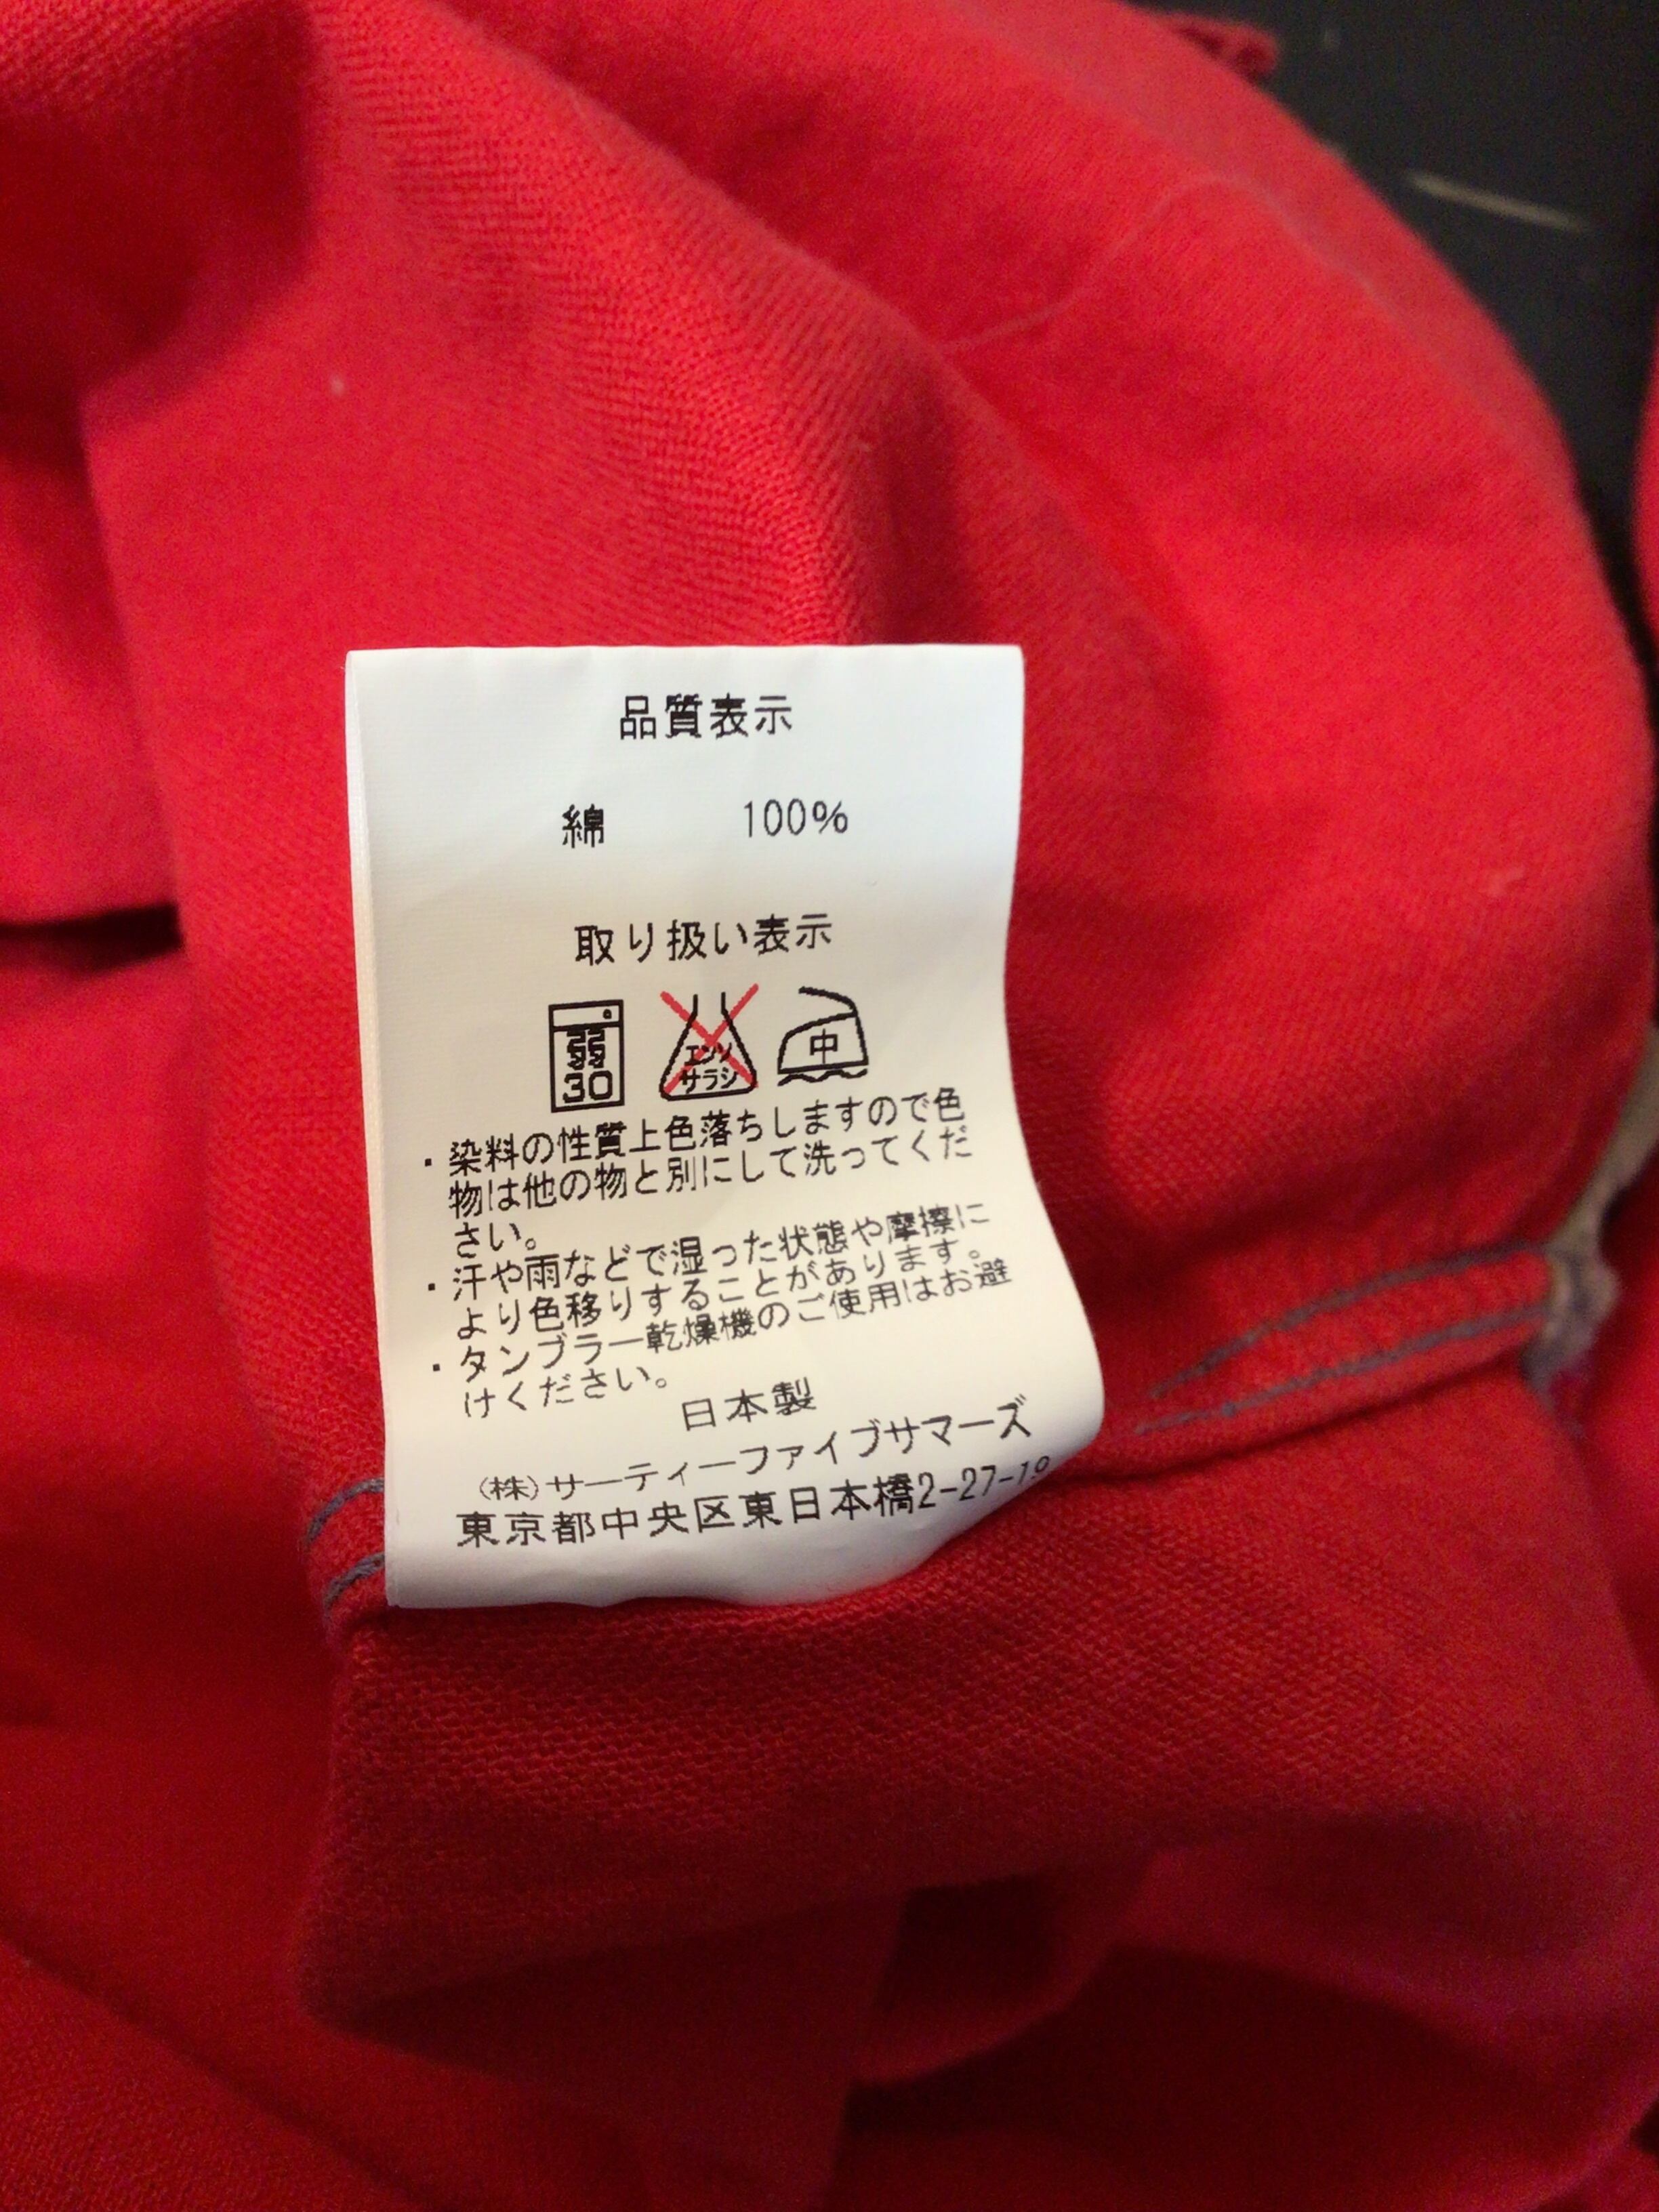 品質表示
綿 100%
取り扱い表示
弱 30 エンソサラシ 中
・染料の性質上色落ちしますので色
物は他の物と別にして洗ってくだ
さい。
・汗や雨などで湿った状態や摩擦に
より色移りすることがあります。
・タンブラー乾燥機のご使用はお避
けください。
日本製
(株)サーティーファイブサマーズ
東京都中央区東日本橋2-27-19